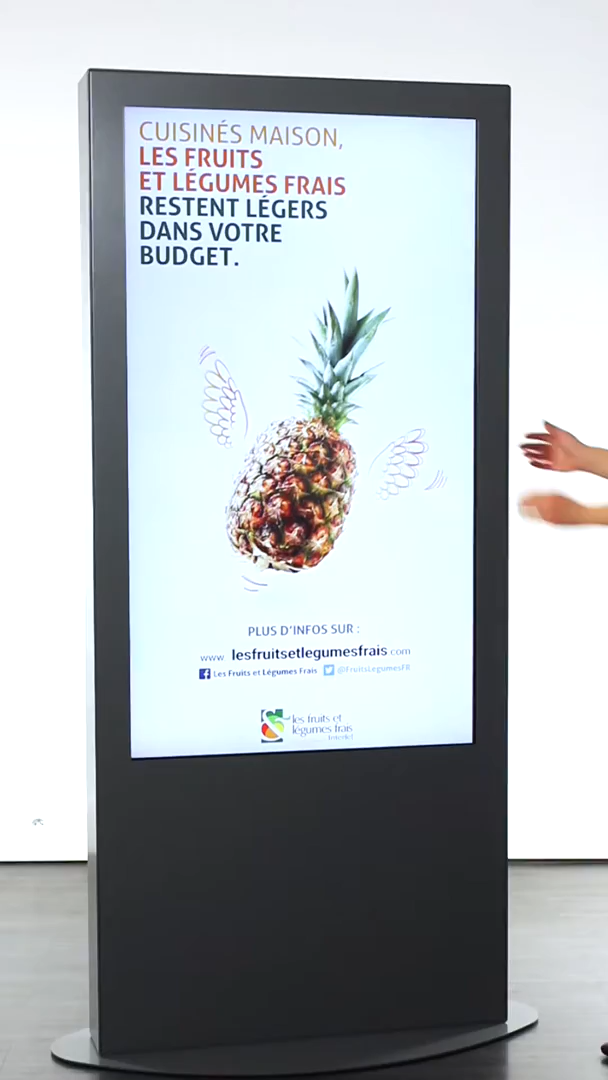 CUISINÉS MAISON,
LES FRUITS
ET LÉGUMES FRAIS
RESTENT LÉGERS
DANS VOTRE
BUDGET.
PLUS D'INFOS SUR :
www. lesfruitsetlegumesfrais.com
Les Fruits et Légumes Frais @FruitsLegumesFR
les fruits et
légumes frais
Interfel